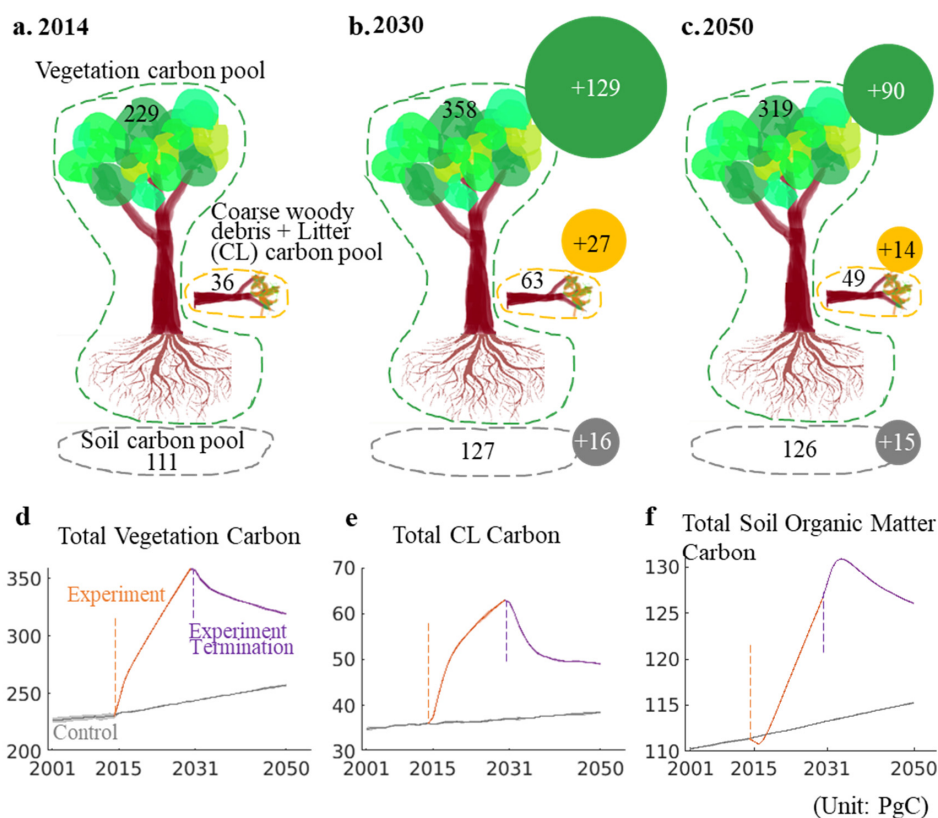 a. 2014
b. 2030
c. 2050
Vegetation carbon pool
229
358
+129
319
+90
Coarse woody
debris + Litter
(CL) carbon pool
36
63
+27
49
+14
Soil carbon pool
111
127
+16
126
+15
d
Total Vegetation Carbon
350
300
250
200
2001
2015
2031
2050
Experiment
Experiment
Termination
Control
e
Total CL Carbon
70
50
30
2001
2015
2031
2050
f
Total Soil Organic Matter
Carbon
130
125
120
115
110
2001
2015
2031
2050
(Unit: PgC)